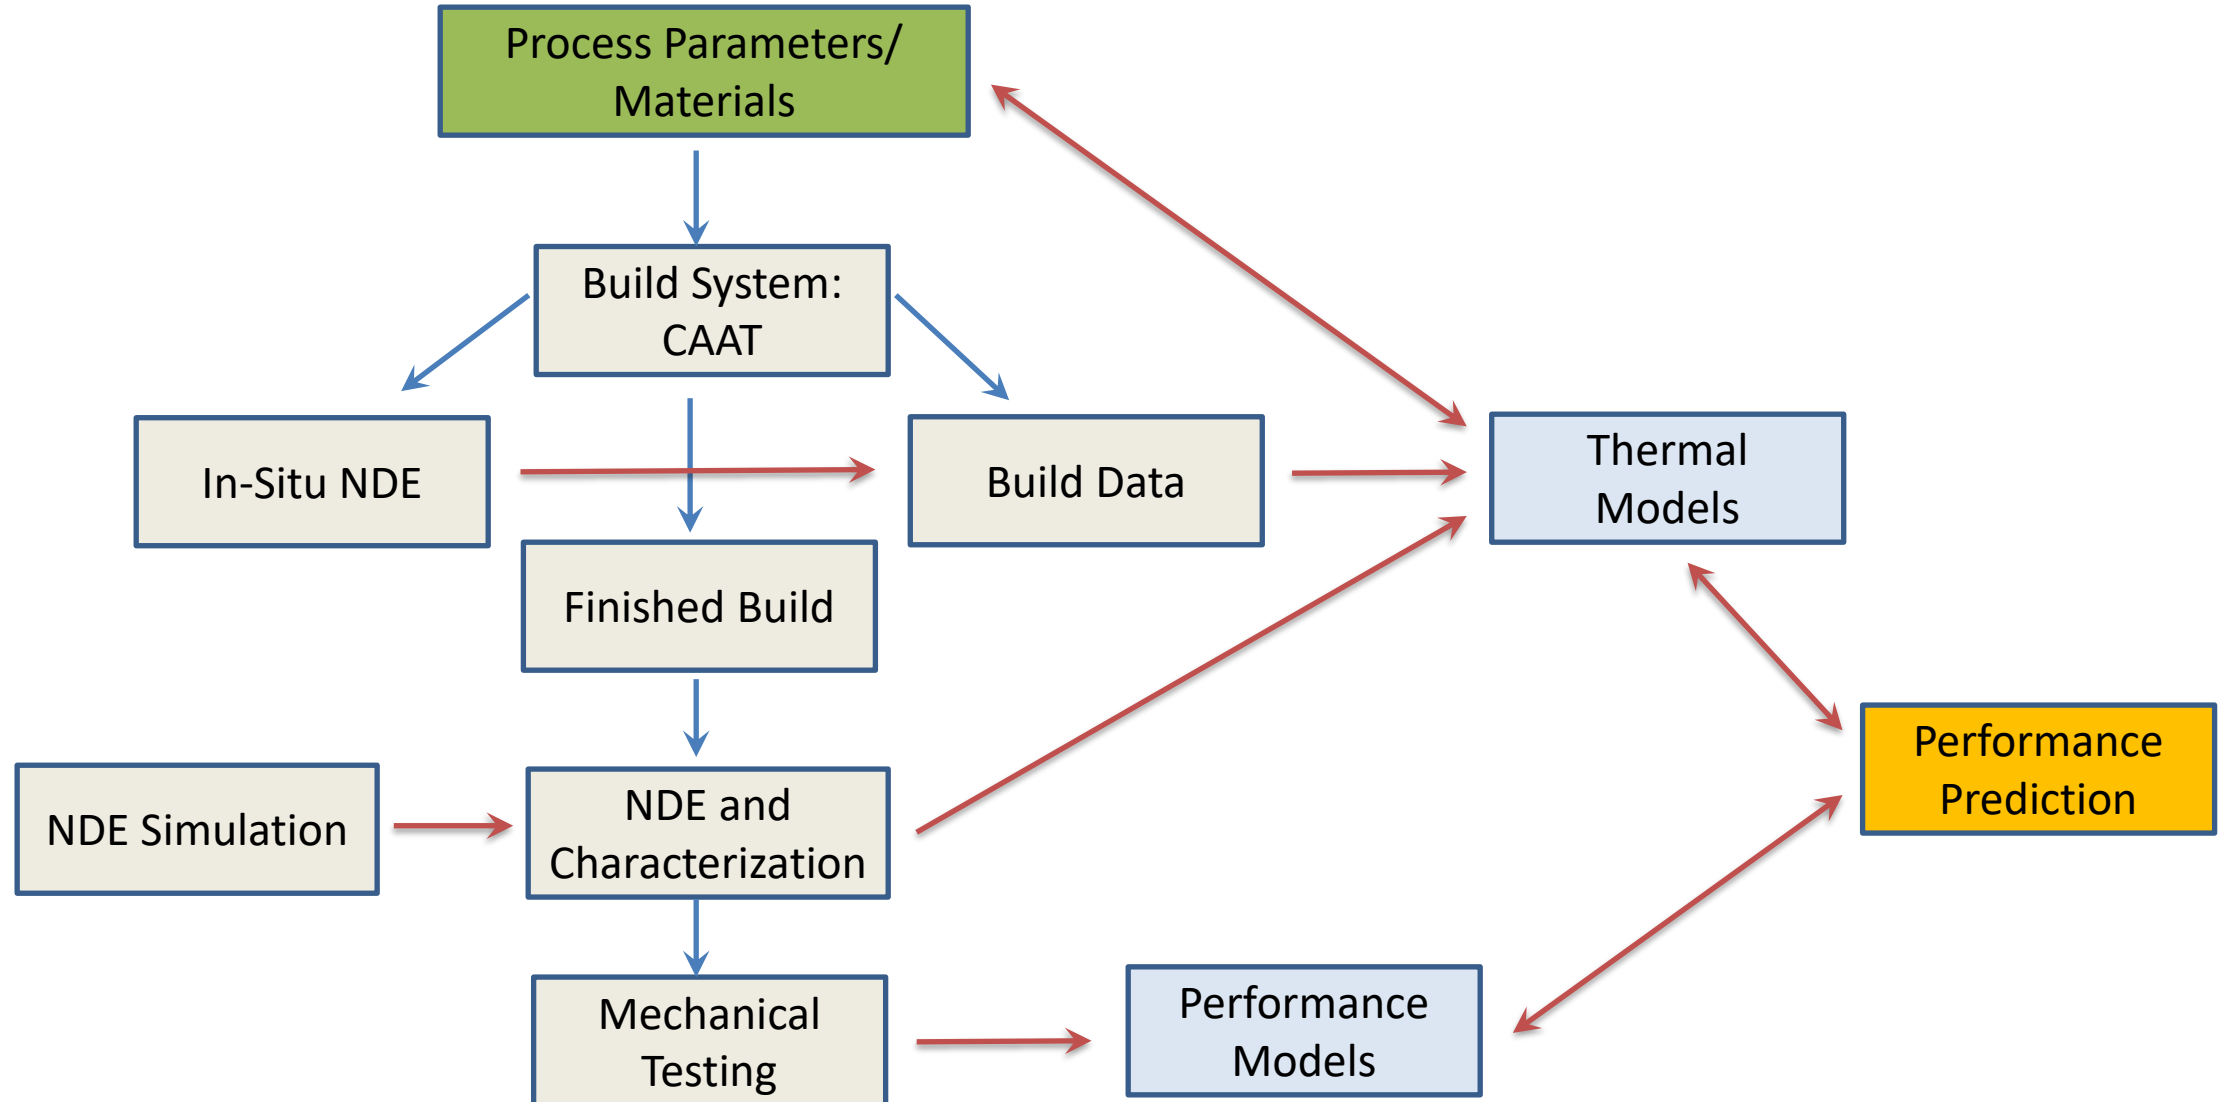 Process Parameters/
Materials
Build System:
CAAT
In-Situ NDE
Build Data
Thermal
Models
Finished Build
Performance
Prediction
NDE Simulation
NDE and
Characterization
Mechanical
Testing
Performance
Models